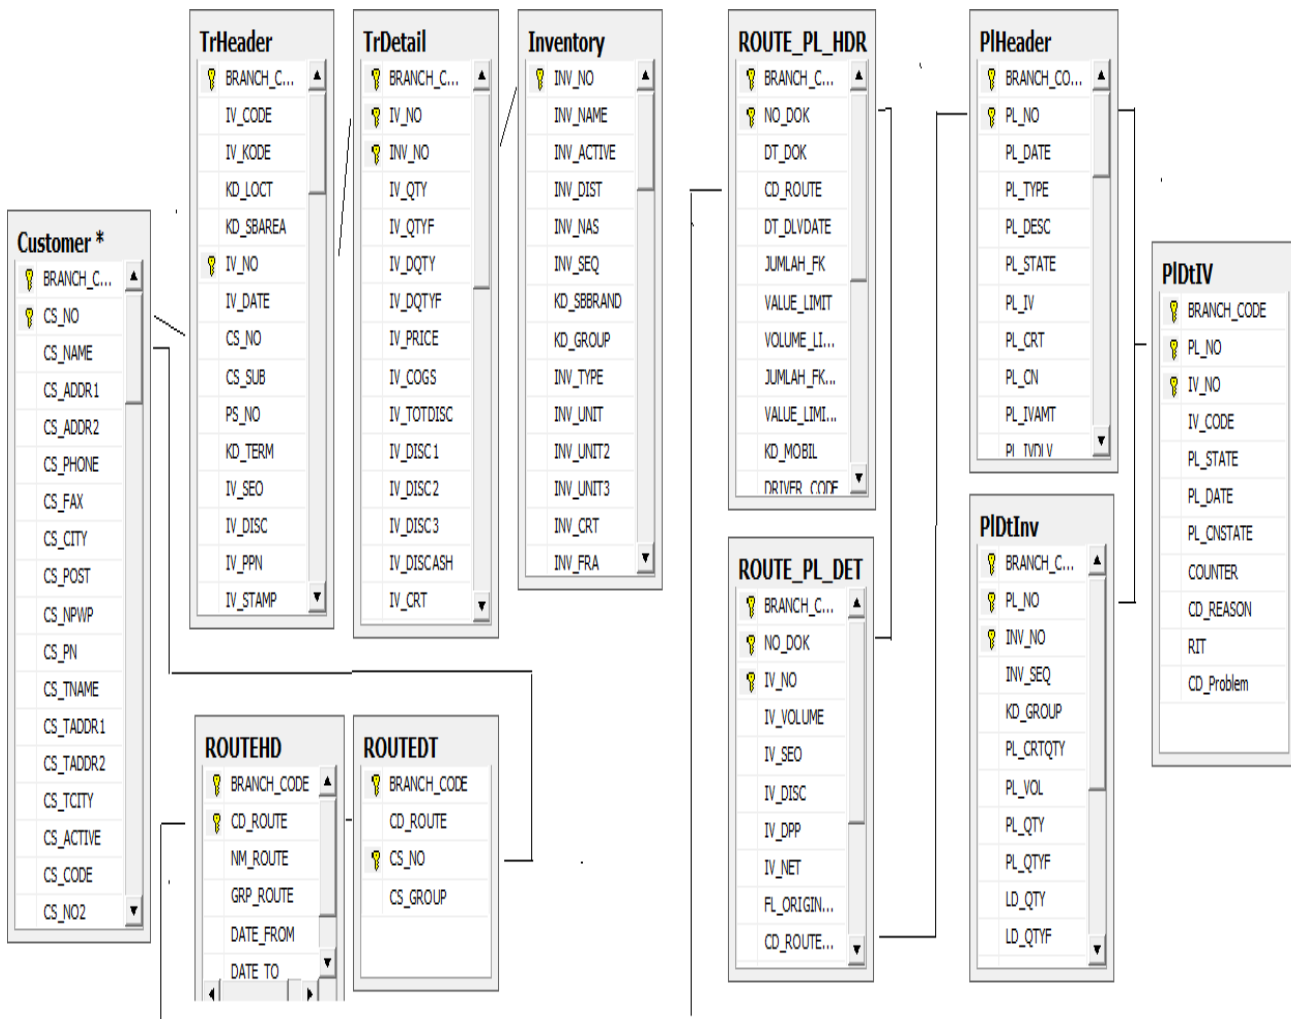 Customer *
BRANCH_C...
CS_NO
CS_NAME
CS_ADDR1
CS_ADDR2
CS_PHONE
CS_FAX
CS_CITY
CS_POST
CS_NPWP
CS_PN
CS_TNAME
CS_TADDR1
CS_TADDR2
CS_TCITY
CS_ACTIVE
CS_CODE
CS_NO2
TrHeader
BRANCH_C...
IV_CODE
IV_KODE
KD_LOCT
KD_SBAREA
IV_NO
IV_DATE
CS_NO
CS_SUB
PS_NO
KD_TERM
IV_SEO
IV_DISC
IV_PPN
IV_STAMP
TrDetail
BRANCH_C...
IV_NO
INV_NO
IV_QTY
IV_QTYF
IV_DQTY
IV_DQTYF
IV_PRICE
IV_COGS
IV_TOTDISC
IV_DISC1
IV_DISC2
IV_DISC3
IV_DISCASH
IV_CRT
Inventory
INV_NO
INV_NAME
INV_ACTIVE
INV_DIST
INV_NAS
INV_SEQ
KD_SBBRAND
KD_GROUP
INV_TYPE
INV_UNIT
INV_UNIT2
INV_UNIT3
INV_CRT
INV_FRA
ROUTEHD
BRANCH_CODE
CD_ROUTE
NM_ROUTE
GRP_ROUTE
DATE_FROM
DATE_TO
ROUTEDT
BRANCH_CODE
CD_ROUTE
CS_NO
CS_GROUP
ROUTE_PL_HDR
BRANCH_C...
NO_DOK
DT_DOK
CD_ROUTE
DT_DLVDATE
JUMLAH_FK
VALUE_LIMIT
VOLUME_LI...
JUMLAH_FK...
VALUE_LIMI...
KD_MOBIL
DRIVER_CODE
ROUTE_PL_DET
BRANCH_C...
NO_DOK
IV_NO
IV_VOLUME
IV_SEO
IV_DISC
IV_DPP
IV_NET
FL_ORIGIN...
CD_ROUTE...
PlHeader
BRANCH_CO...
PL_NO
PL_DATE
PL_TYPE
PL_DESC
PL_STATE
PL_IV
PL_CRT
PL_CN
PL_IVAMT
PL_IVDLV
PlDtInv
BRANCH_C...
PL_NO
INV_NO
INV_SEQ
KD_GROUP
PL_CRTQTY
PL_VOL
PL_QTY
PL_QTYF
LD_QTY
LD_QTYF
PlDtIV
BRANCH_CODE
PL_NO
IV_NO
IV_CODE
PL_STATE
PL_DATE
PL_CNSTATE
COUNTER
CD_REASON
RIT
CD_Problem